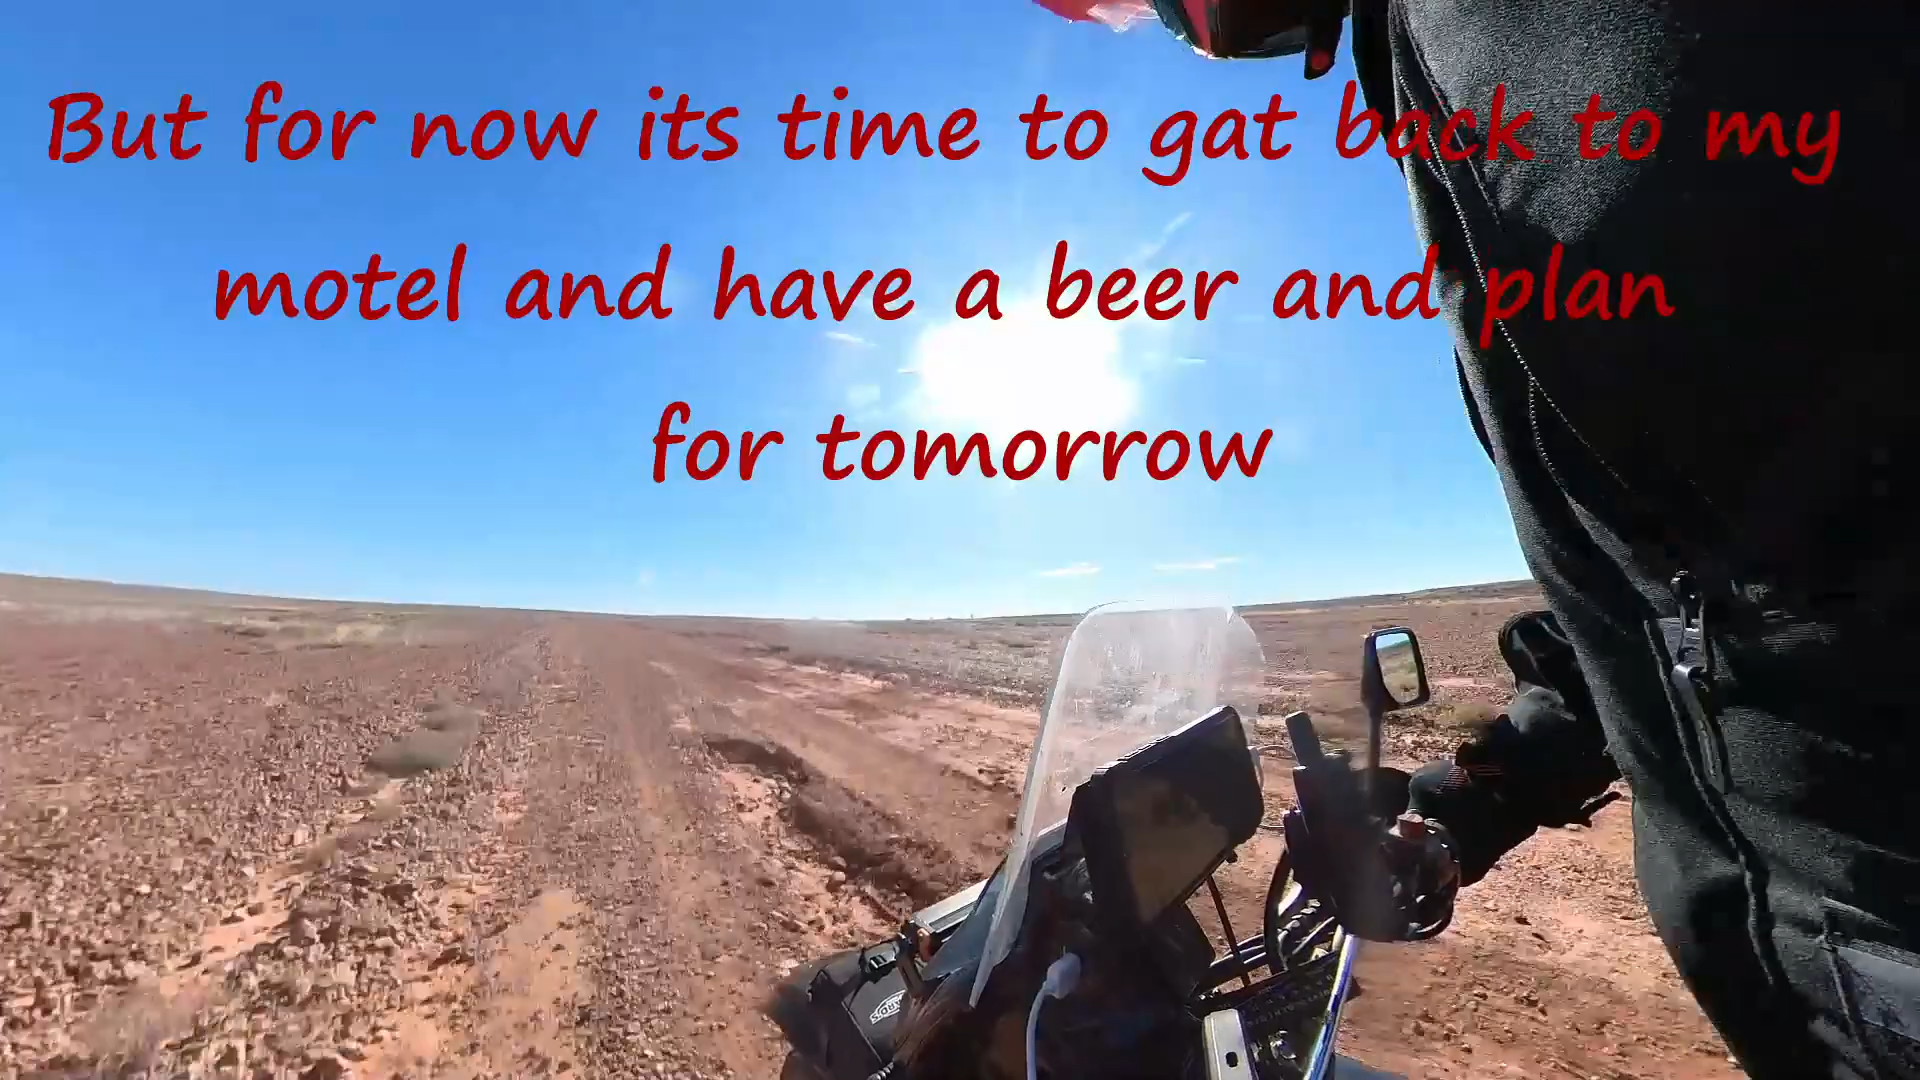 But for now its time to gat back to my
motel and have a beer and plan
for tomorrow